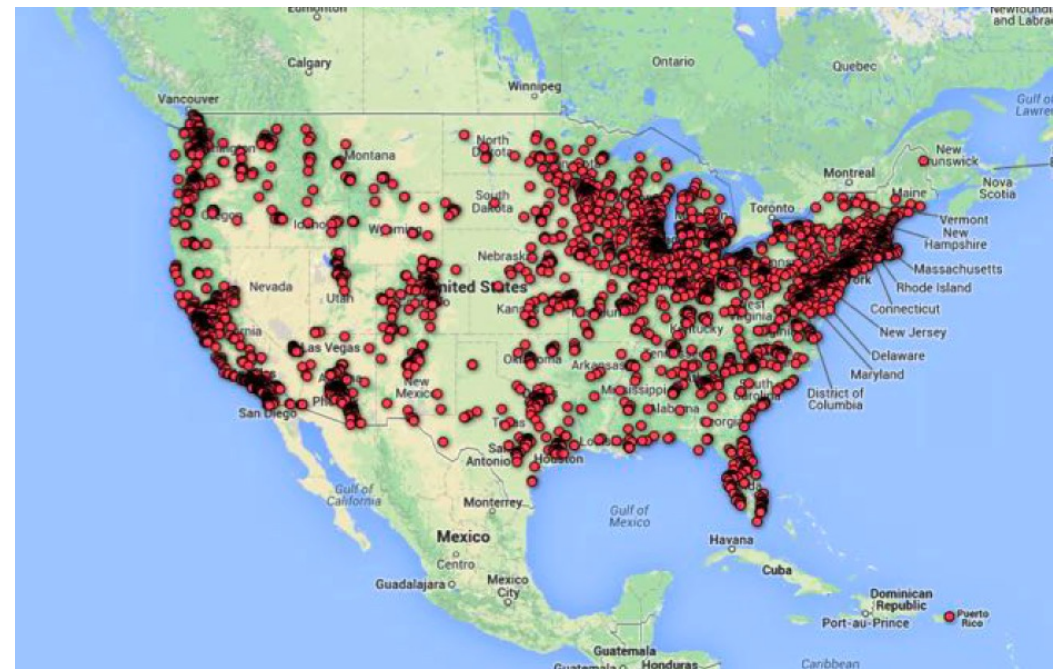 Edmonton
Calgary
Vancouver
Winnipeg
Ontario
Quebec
Newfoundland
and Labra
Gulf of
Lawre
New
Brunswick
Montreal
Nova
Scotia
Maine
Toronto
Vermont
New
Hampshire
Massachusetts
Rhode Island
Connecticut
New Jersey
Delaware
Maryland
District of
Columbia
Montana
North
Dakota
South
Dakota
Oregon
Idaho
Wyoming
Nebraska
Nevada
Utah
United States
Kansas
West
Virginia
Kentucky
Las Vegas
Oklahoma
Arkansas
Mississippi
Alabama
Georgia
South
Carolina
New
Mexico
San Diego
Texas
San
Antonio
Houston
Gulf of
California
Monterrey
Gulf of
Mexico
Mexico
Centro
Guadalajara
Mexico
City
Havana
Cuba
Dominican
Republic
Port-au-Prince
Puerto
Rico
Guatemala
Guatemala
Honduras
Caribbean